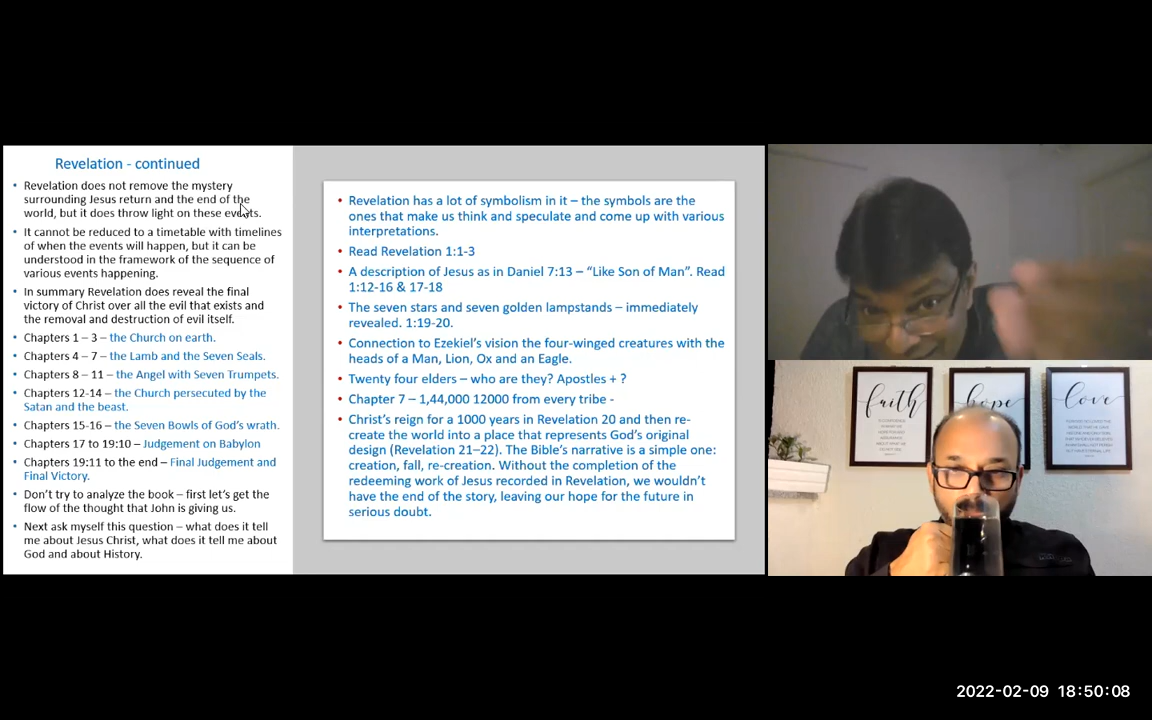 Revelation - continued
• Revelation does not remove the mystery
surrounding Jesus return and the end of the
world, but it does throw light on these events.
• It cannot be reduced to a timetable with timelines
of when the events will happen, but it can be
understood in the framework of the sequence of
various events happening.
• In summary Revelation does reveal the final
victory of Christ over all the evil that exists and
the removal and destruction of evil itself.
• Chapters 1 – 3 – the Church on earth.
• Chapters 4 – 7 – the Lamb and the Seven Seals.
• Chapters 8 – 11 – the Angel with Seven Trumpets.
• Chapters 12-14 – the Church persecuted by the
Satan and the beast.
• Chapters 15-16 – the Seven Bowls of God’s wrath.
• Chapters 17 to 19:10 – Judgement on Babylon
• Chapters 19:11 to the end – Final Judgement and
Final Victory.
• Don’t try to analyze the book – first let’s get the
flow of the thought that John is giving us.
• Next ask myself this question – what does it tell
me about Jesus Christ, what does it tell me about
God and about History.
• Revelation has a lot of symbolism in it – the symbols are the
ones that make us think and speculate and come up with various
interpretations.
• Read Revelation 1:1-3
• A description of Jesus as in Daniel 7:13 – “Like Son of Man”. Read
1:12-16 & 17-18
• The seven stars and seven golden lampstands – immediately
revealed. 1:19-20.
• Connection to Ezekiel’s vision the four-winged creatures with the
heads of a Man, Lion, Ox and an Eagle.
• Twenty four elders – who are they? Apostles + ?
• Chapter 7 – 1,44,000 12000 from every tribe -
• Christ’s reign for a 1000 years in Revelation 20 and then re-
create the world into a place that represents God’s original
design (Revelation 21–22). The Bible’s narrative is a simple one:
creation, fall, re-creation. Without the completion of the
redeeming work of Jesus recorded in Revelation, we wouldn’t
have the end of the story, leaving our hope for the future in
serious doubt.
faith
hope
love
2022-02-09 18:50:08